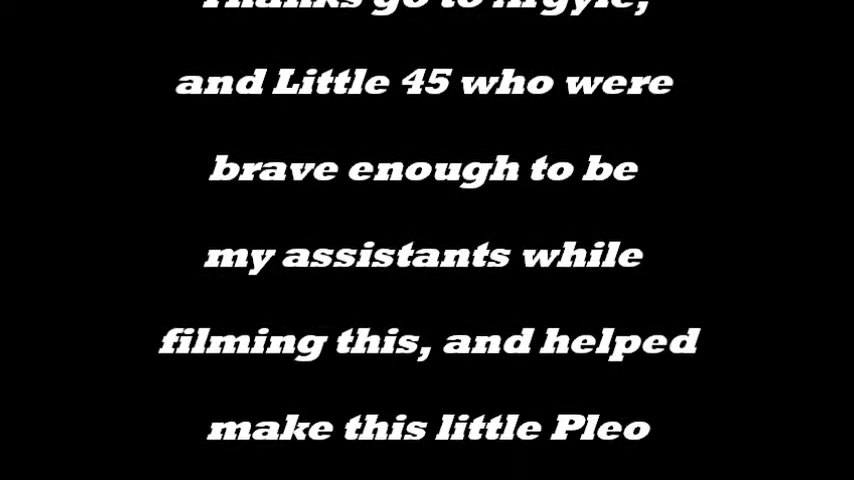 Thanks go to Argyle,
and Little 45 who were
brave enough to be
my assistants while
filming this, and helped
make this little Pleo